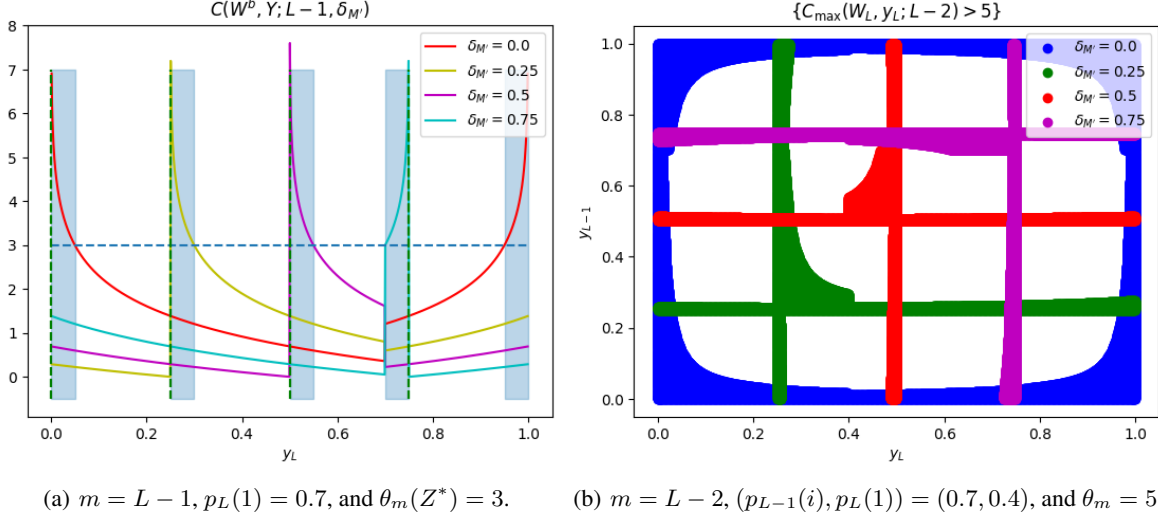 C(W^b, Y; L − 1, δ_{M′})
8
7
6
5
4
3
2
1
0
0.0 0.2 0.4 0.6 0.8 1.0
y_L
δ_{M′} = 0.0
δ_{M′} = 0.25
δ_{M′} = 0.5
δ_{M′} = 0.75
(a) m = L − 1, p_L(1) = 0.7, and θ_m(Z*) = 3.
{C_max(W_L, y_L; L − 2) > 5}
1.0
0.8
0.6
0.4
0.2
0.0
y_{L−1}
0.0 0.2 0.4 0.6 0.8 1.0
y_L
δ_{M′} = 0.0
δ_{M′} = 0.25
δ_{M′} = 0.5
δ_{M′} = 0.75
(b) m = L − 2, (p_{L−1}(i), p_L(1)) = (0.7, 0.4), and θ_m = 5